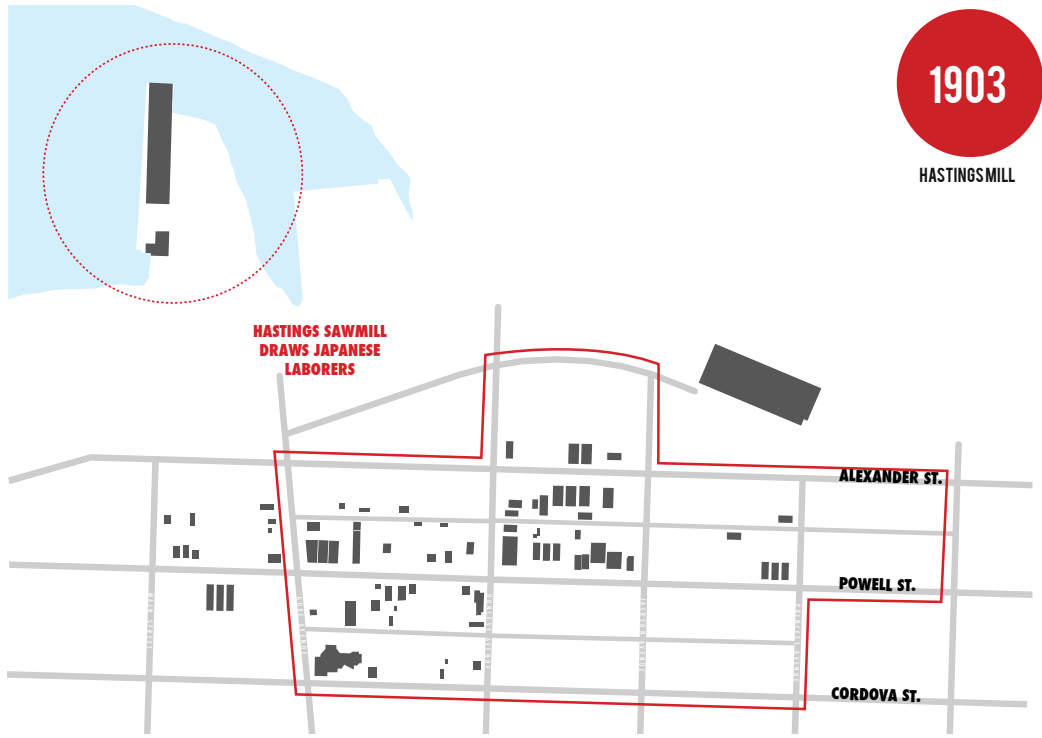 1903
HASTINGS MILL
HASTINGS SAWMILL
DRAWS JAPANESE
LABORERS
ALEXANDER ST.
POWELL ST.
CORDOVA ST.